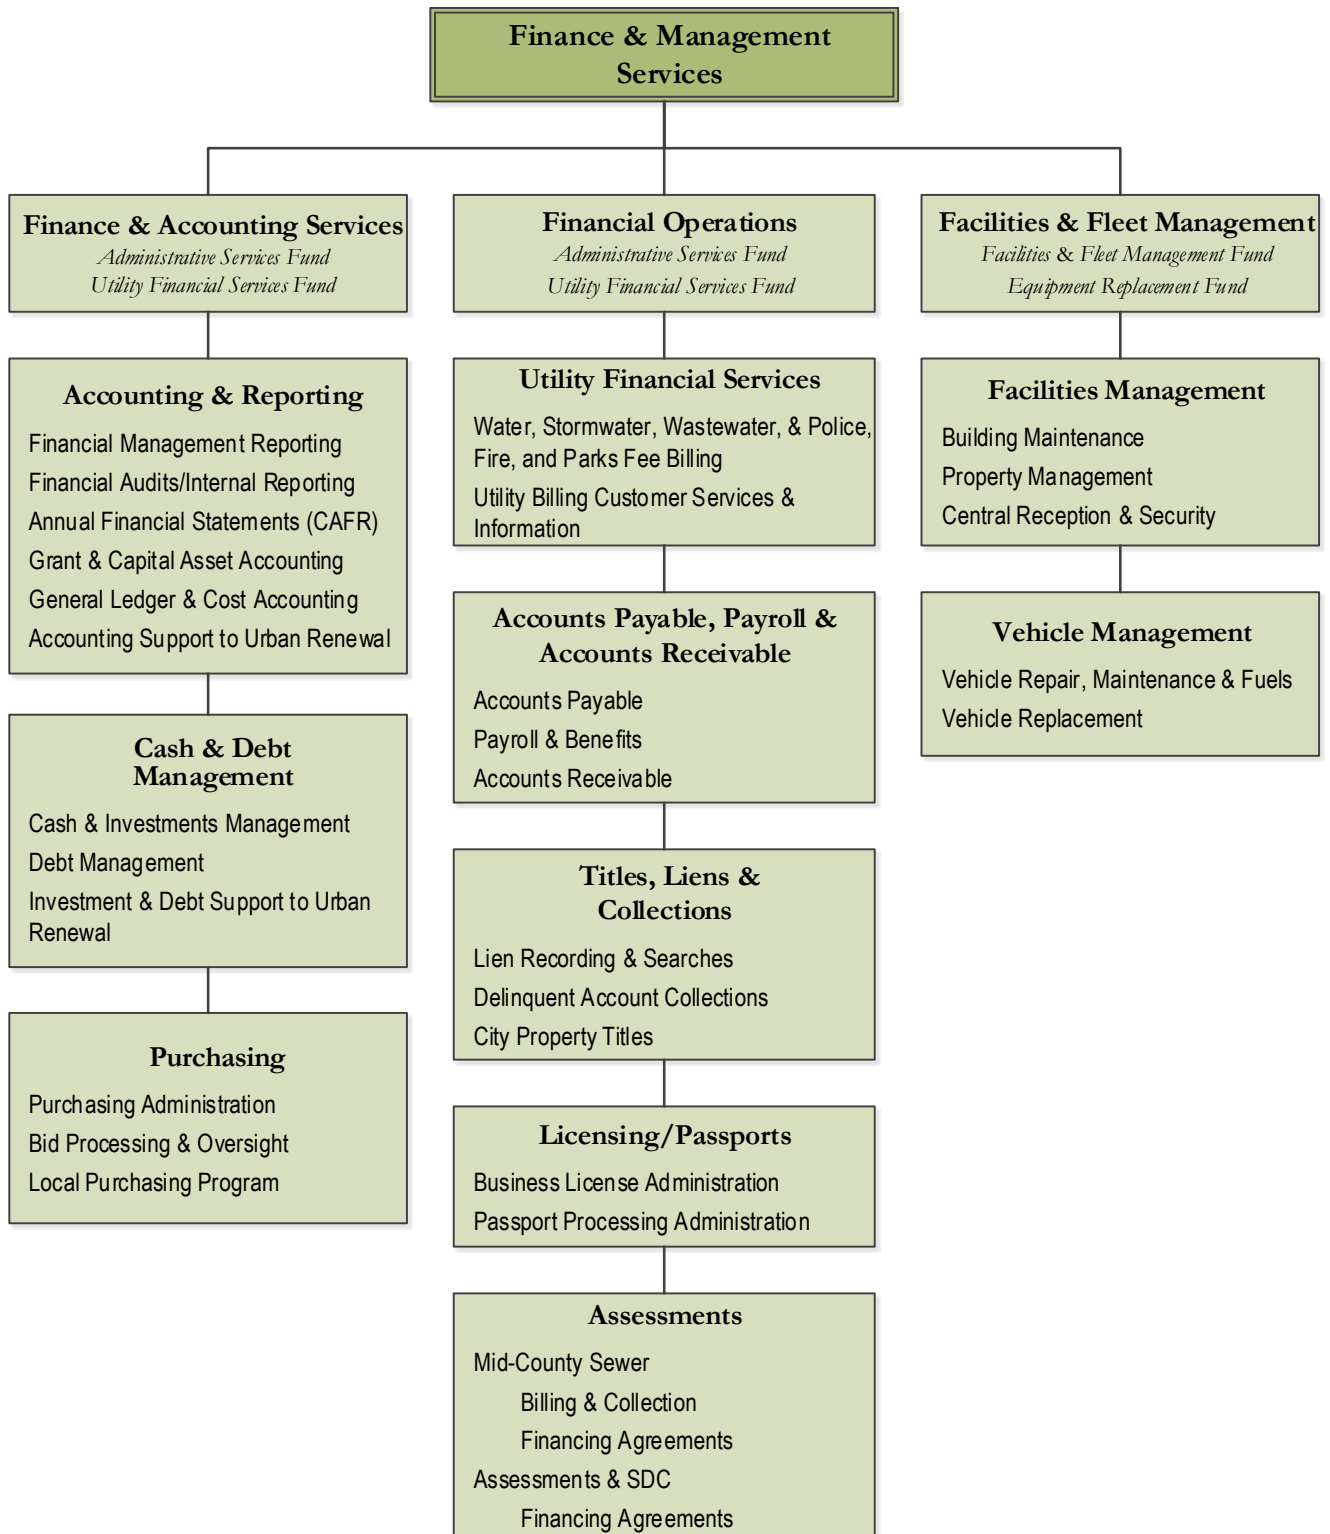 Finance & Management
Services
Finance & Accounting Services
Administrative Services Fund
Utility Financial Services Fund
Accounting & Reporting
Financial Management Reporting
Financial Audits/Internal Reporting
Annual Financial Statements (CAFR)
Grant & Capital Asset Accounting
General Ledger & Cost Accounting
Accounting Support to Urban Renewal
Cash & Debt
Management
Cash & Investments Management
Debt Management
Investment & Debt Support to Urban
Renewal
Purchasing
Purchasing Administration
Bid Processing & Oversight
Local Purchasing Program
Financial Operations
Administrative Services Fund
Utility Financial Services Fund
Utility Financial Services
Water, Stormwater, Wastewater, & Police,
Fire, and Parks Fee Billing
Utility Billing Customer Services &
Information
Accounts Payable, Payroll &
Accounts Receivable
Accounts Payable
Payroll & Benefits
Accounts Receivable
Titles, Liens &
Collections
Lien Recording & Searches
Delinquent Account Collections
City Property Titles
Licensing/Passports
Business License Administration
Passport Processing Administration
Assessments
Mid-County Sewer
Billing & Collection
Financing Agreements
Assessments & SDC
Financing Agreements
Facilities & Fleet Management
Facilities & Fleet Management Fund
Equipment Replacement Fund
Facilities Management
Building Maintenance
Property Management
Central Reception & Security
Vehicle Management
Vehicle Repair, Maintenance & Fuels
Vehicle Replacement